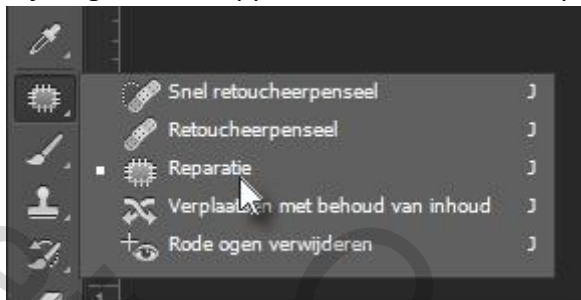 Snel retoucheerpenseel J
Retoucheerpenseel J
Reparatie J
Verplaatsen met behoud van inhoud J
Rode ogen verwijderen J